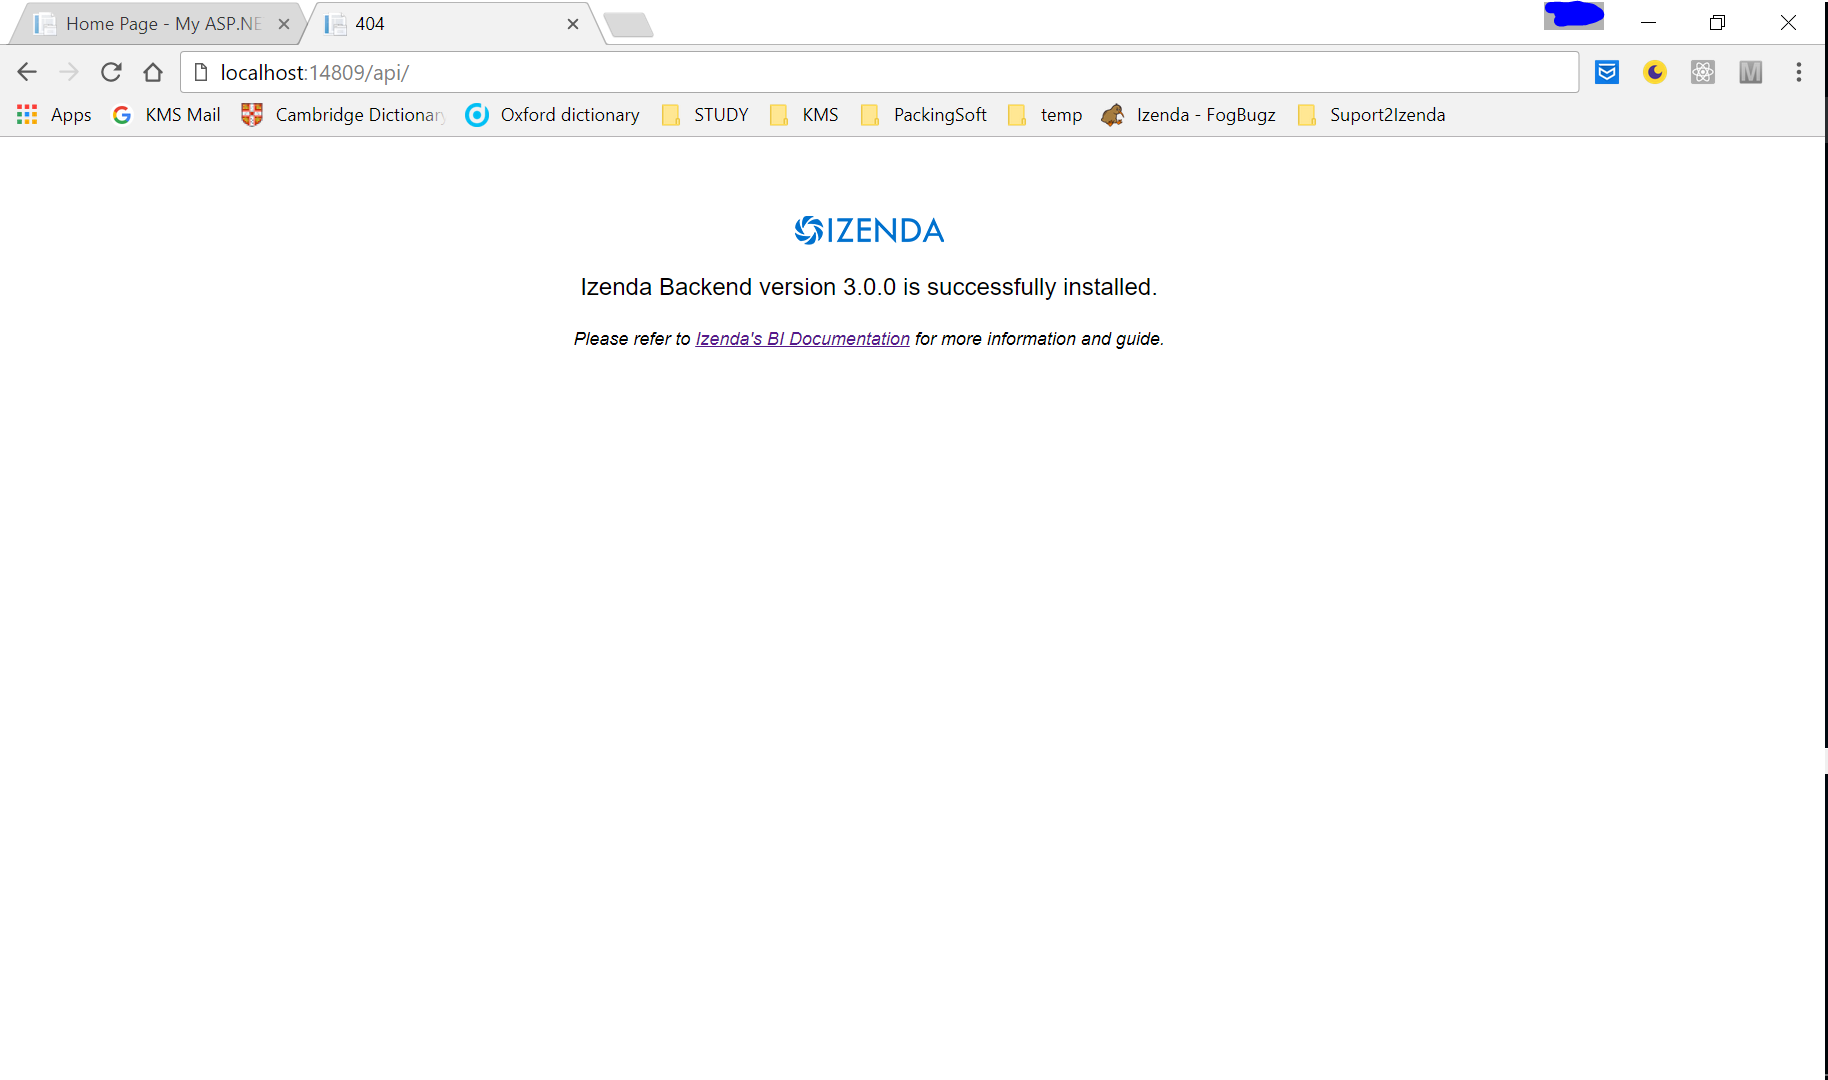 Home Page - My ASP.NE
404
localhost:14809/api/
Apps KMS Mail Cambridge Dictionar Oxford dictionary STUDY KMS PackingSoft temp Izenda - FogBugz Suport2Izenda
IZENDA
Izenda Backend version 3.0.0 is successfully installed.
Please refer to Izenda's BI Documentation for more information and guide.